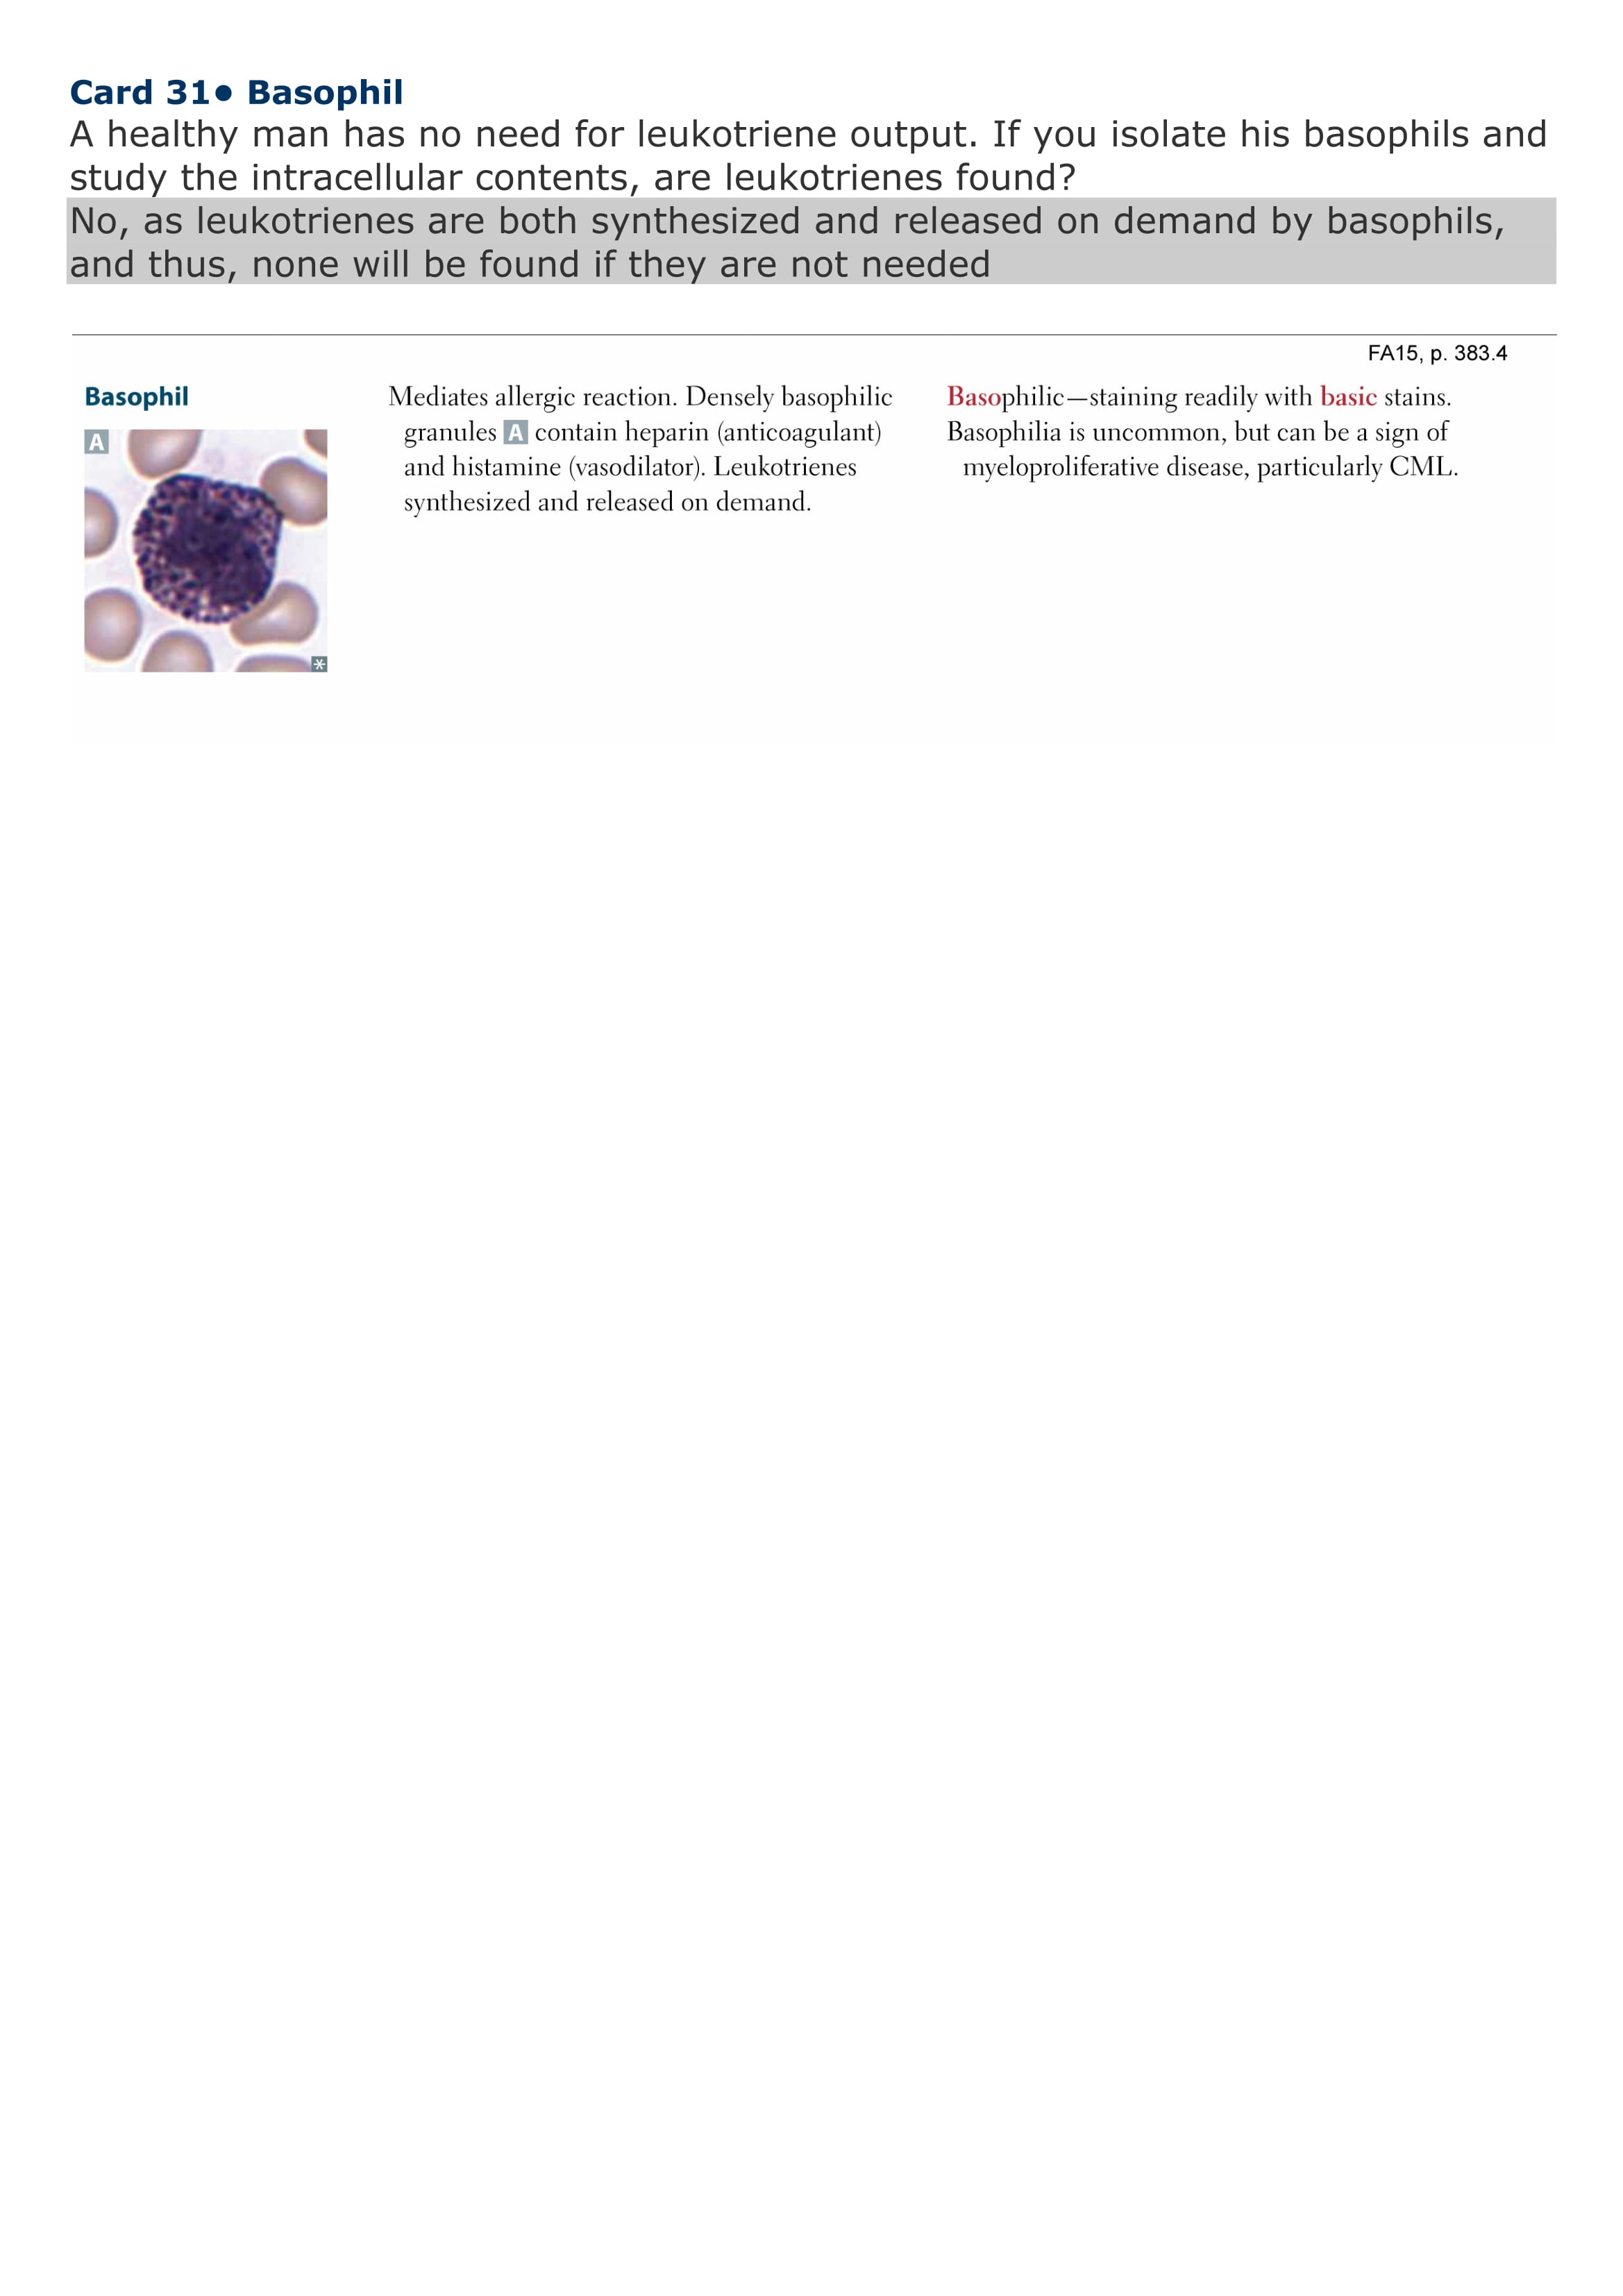 Card 31• Basophil
A healthy man has no need for leukotriene output. If you isolate his basophils and
study the intracellular contents, are leukotrienes found?
No, as leukotrienes are both synthesized and released on demand by basophils,
and thus, none will be found if they are not needed
FA15, p. 383.4
Basophil
A
*
Mediates allergic reaction. Densely basophilic
granules A contain heparin (anticoagulant)
and histamine (vasodilator). Leukotrienes
synthesized and released on demand.
Basophilic—staining readily with basic stains.
Basophilia is uncommon, but can be a sign of
myeloproliferative disease, particularly CML.